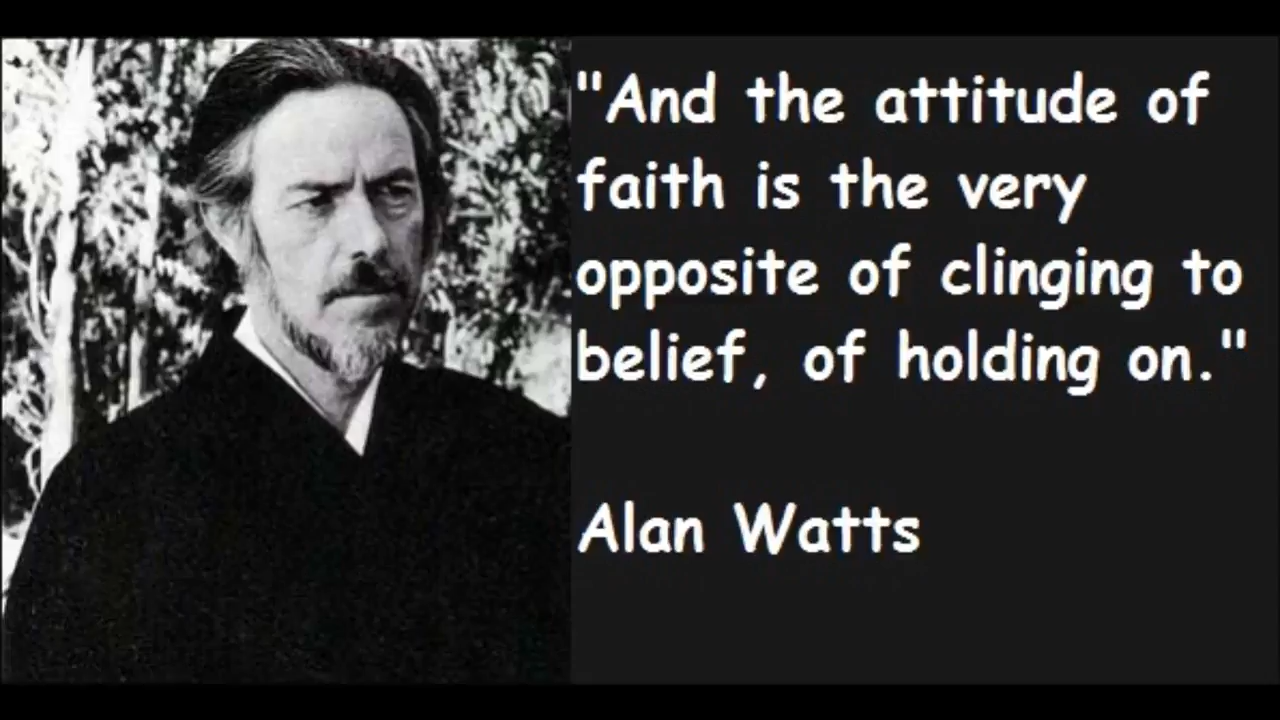 "And the attitude of
faith is the very
opposite of clinging to
belief, of holding on."
Alan Watts